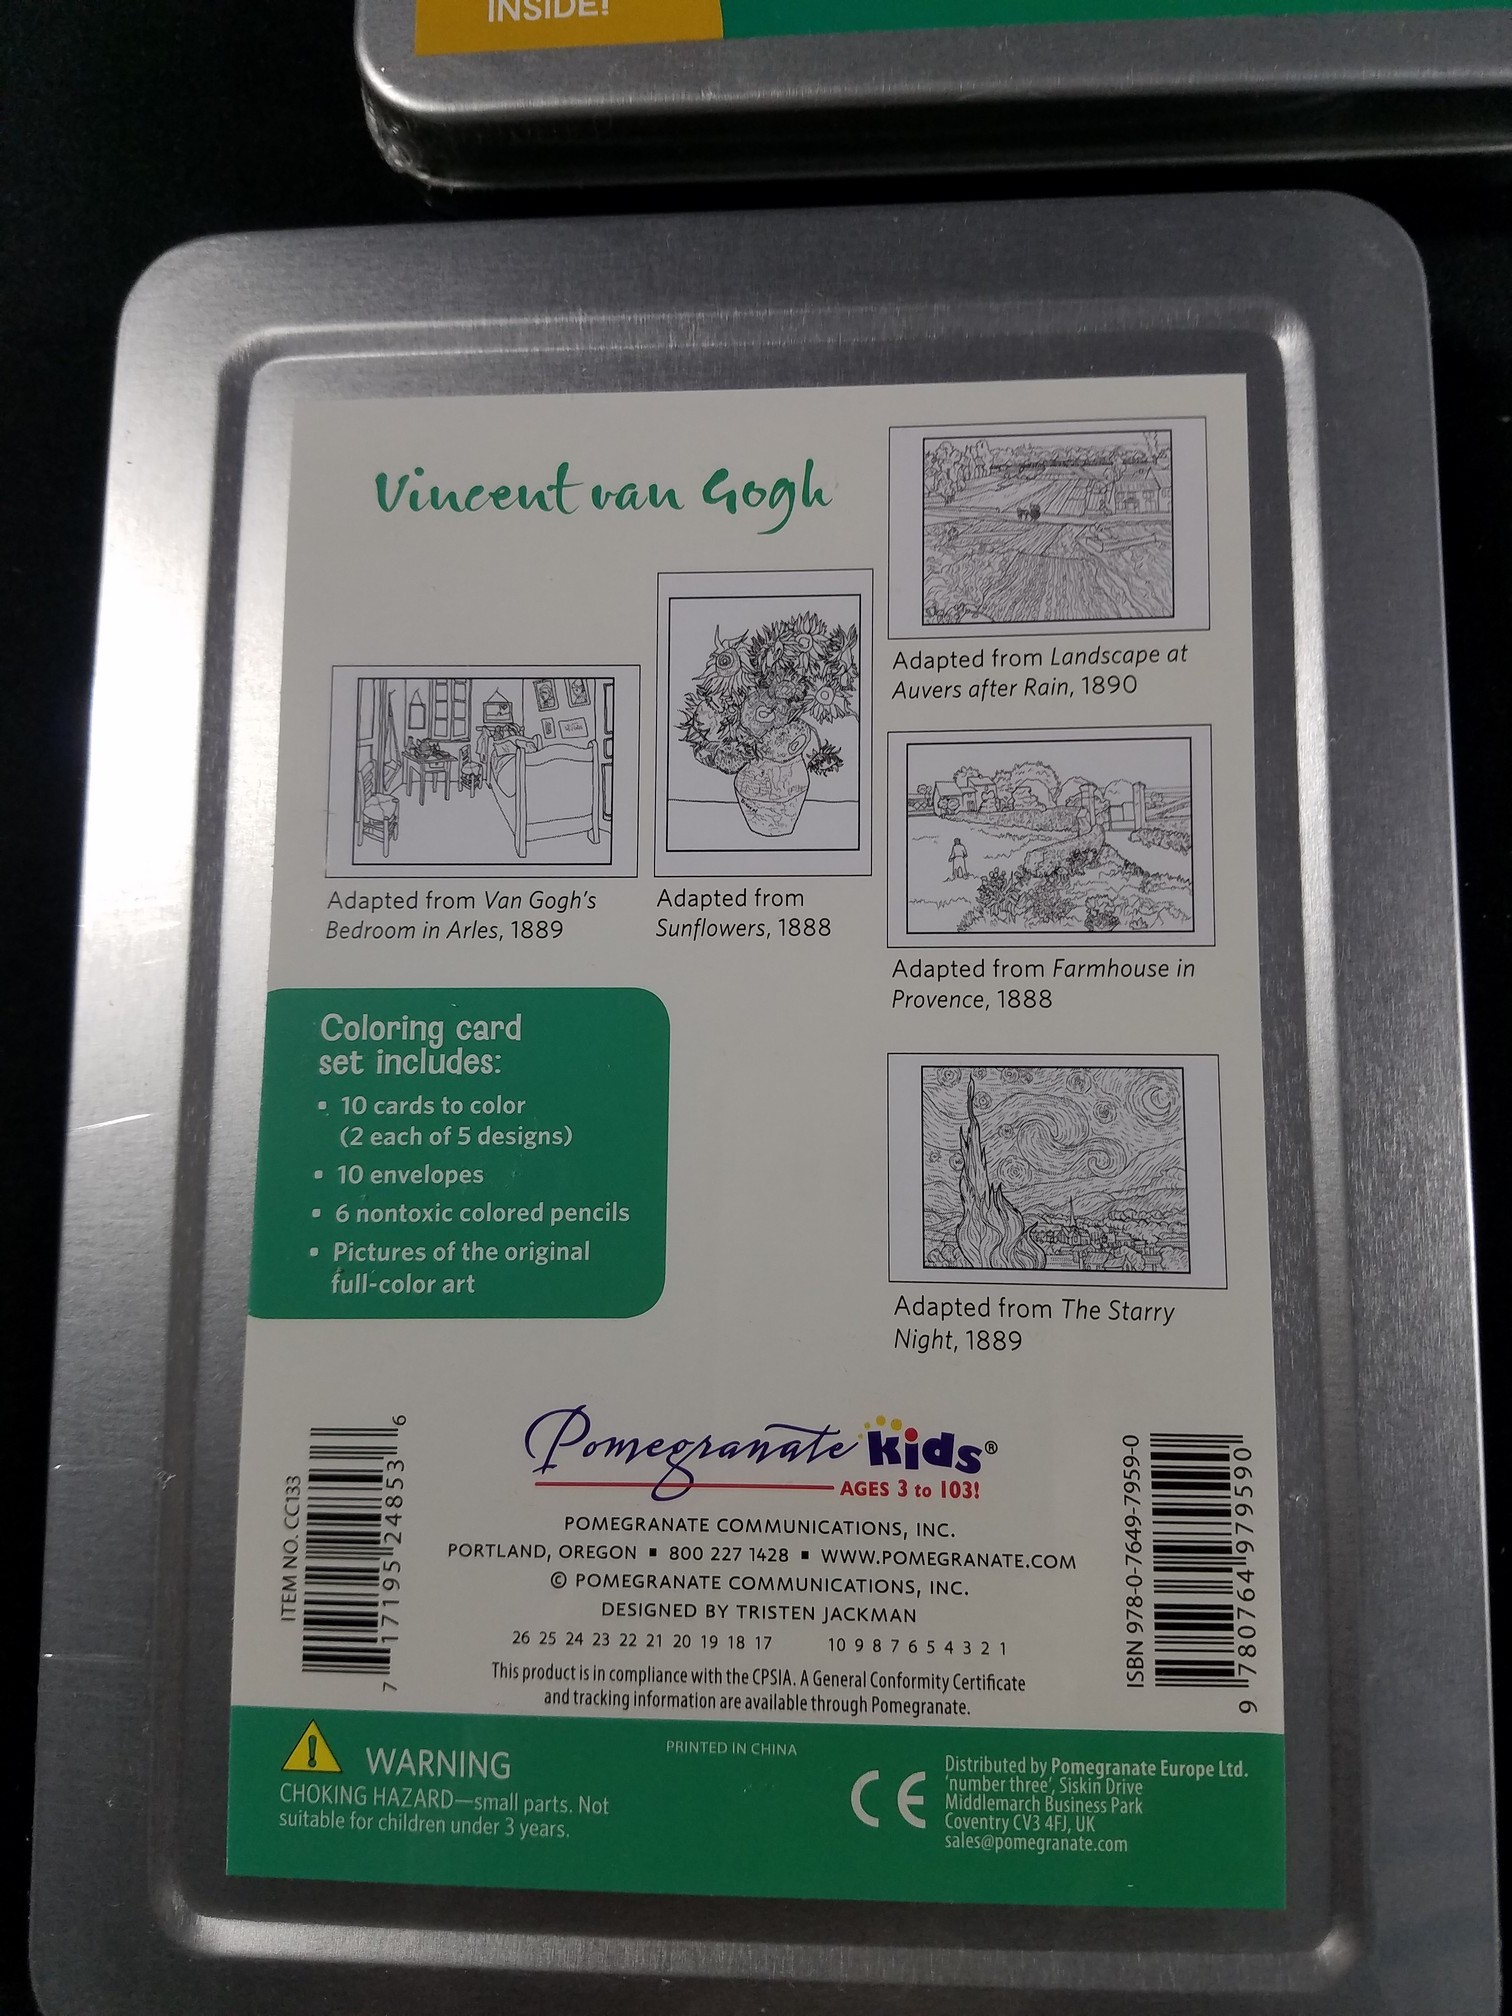 INSIDE!
Vincent van Gogh
Adapted from Landscape at
Auvers after Rain, 1890
Adapted from Van Gogh's
Bedroom in Arles, 1889
Adapted from
Sunflowers, 1888
Adapted from Farmhouse in
Provence, 1888
Coloring card
set includes:
▪ 10 cards to color
(2 each of 5 designs)
▪ 10 envelopes
▪ 6 nontoxic colored pencils
▪ Pictures of the original
full-color art
Adapted from The Starry
Night, 1889
ITEM NO. CC133
7 17195 24853 6
Pomegranate kids®
AGES 3 to 103!
POMEGRANATE COMMUNICATIONS, INC.
PORTLAND, OREGON ▪ 800 227 1428 ▪ WWW.POMEGRANATE.COM
© POMEGRANATE COMMUNICATIONS, INC.
DESIGNED BY TRISTEN JACKMAN
26 25 24 23 22 21 20 19 18 17 10 9 8 7 6 5 4 3 2 1
This product is in compliance with the CPSIA. A General Conformity Certificate
and tracking information are available through Pomegranate.
ISBN 978-0-7649-7959-0
9 780764 979590
WARNING
CHOKING HAZARD—small parts. Not
suitable for children under 3 years.
PRINTED IN CHINA
CE
Distributed by Pomegranate Europe Ltd.
'number three', Siskin Drive
Middlemarch Business Park
Coventry CV3 4FJ, UK
sales@pomegranate.com